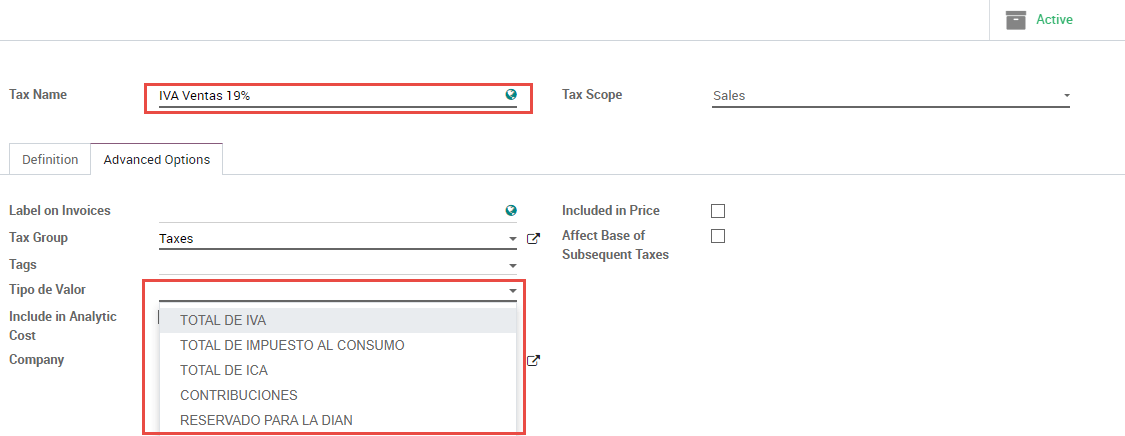 Active
Tax Name
IVA Ventas 19%
Tax Scope
Sales
Definition
Advanced Options
Label on Invoices
Included in Price
Tax Group
Taxes
Affect Base of
Subsequent Taxes
Tags
Tipo de Valor
Include in Analytic
Cost
Company
TOTAL DE IVA
TOTAL DE IMPUESTO AL CONSUMO
TOTAL DE ICA
CONTRIBUCIONES
RESERVADO PARA LA DIAN